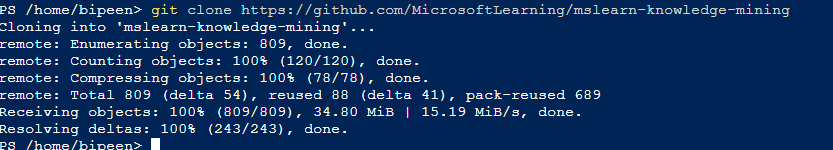 PS /home/bipeen> git clone https://github.com/MicrosoftLearning/mslearn-knowledge-mining
Cloning into 'mslearn-knowledge-mining'...
remote: Enumerating objects: 809, done.
remote: Counting objects: 100% (120/120), done.
remote: Compressing objects: 100% (78/78), done.
remote: Total 809 (delta 54), reused 88 (delta 41), pack-reused 689
Receiving objects: 100% (809/809), 34.80 MiB | 15.19 MiB/s, done.
Resolving deltas: 100% (243/243), done.
PS /home/bipeen>